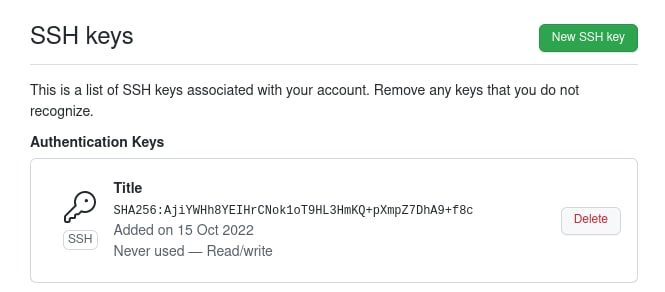 SSH keys
New SSH key
This is a list of SSH keys associated with your account. Remove any keys that you do not
recognize.
Authentication Keys
Title
SHA256:AjiYWHh8YEIHrCNok1oT9HL3HmKQ+pXmpZ7DhA9+f8c
Added on 15 Oct 2022
Never used — Read/write
SSH
Delete